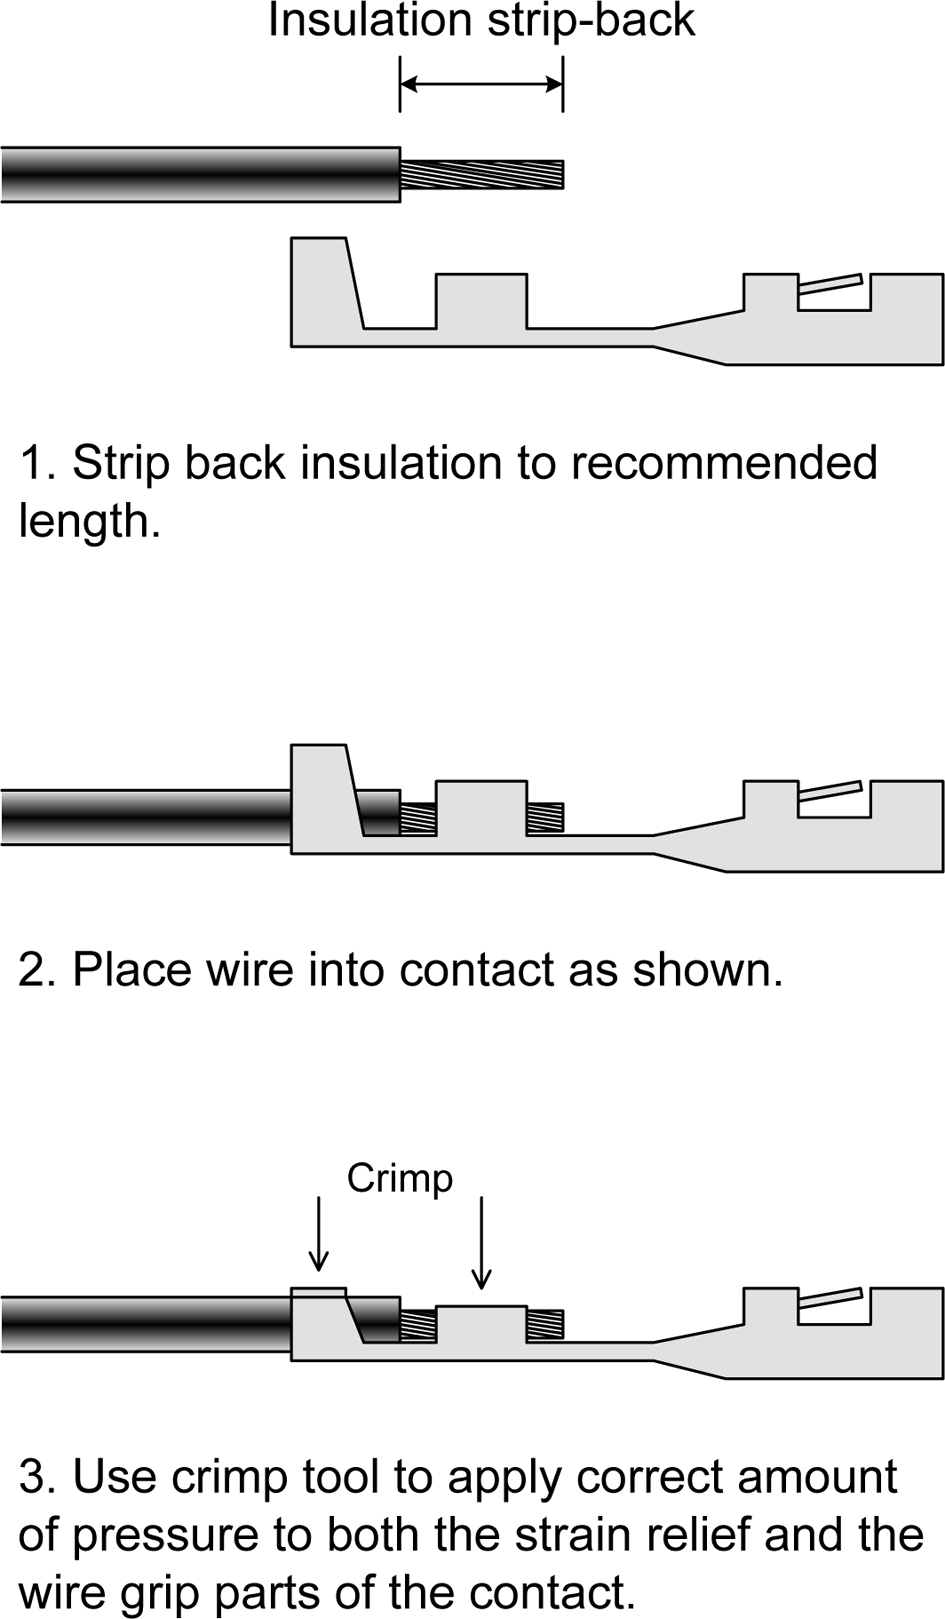 Insulation strip-back
1. Strip back insulation to recommended
length.
2. Place wire into contact as shown.
Crimp
3. Use crimp tool to apply correct amount
of pressure to both the strain relief and the
wire grip parts of the contact.